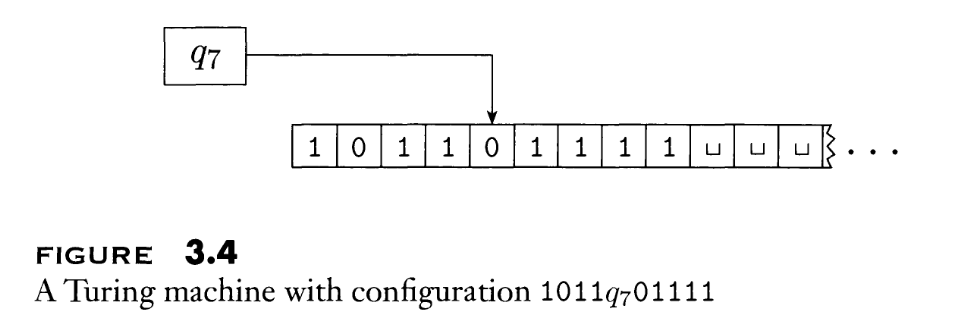 q₇
1 0 1 1 0 1 1 1 1 ␣ ␣ ␣ . . .
FIGURE 3.4
A Turing machine with configuration 1011q₇01111